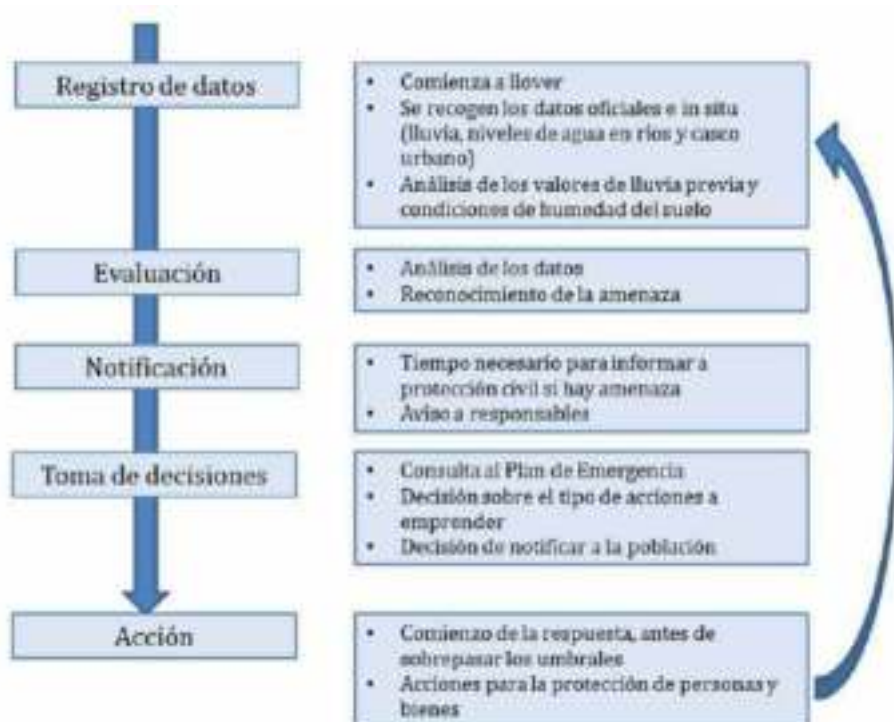 Registro de datos
• Comienza a llover
• Se recogen los datos oficiales e in situ
(lluvia, niveles de agua en ríos y casco
urbano)
• Análisis de los valores de lluvia previa y
condiciones de humedad del suelo
Evaluación
• Análisis de los datos
• Reconocimiento de la amenaza
Notificación
• Tiempo necesario para informar a
protección civil si hay amenaza
• Aviso a responsables
Toma de decisiones
• Consulta al Plan de Emergencia
• Decisión sobre el tipo de acciones a
emprender
• Decisión de notificar a la población
Acción
• Comienzo de la respuesta, antes de
sobrepasar los umbrales
• Acciones para la protección de personas y
bienes